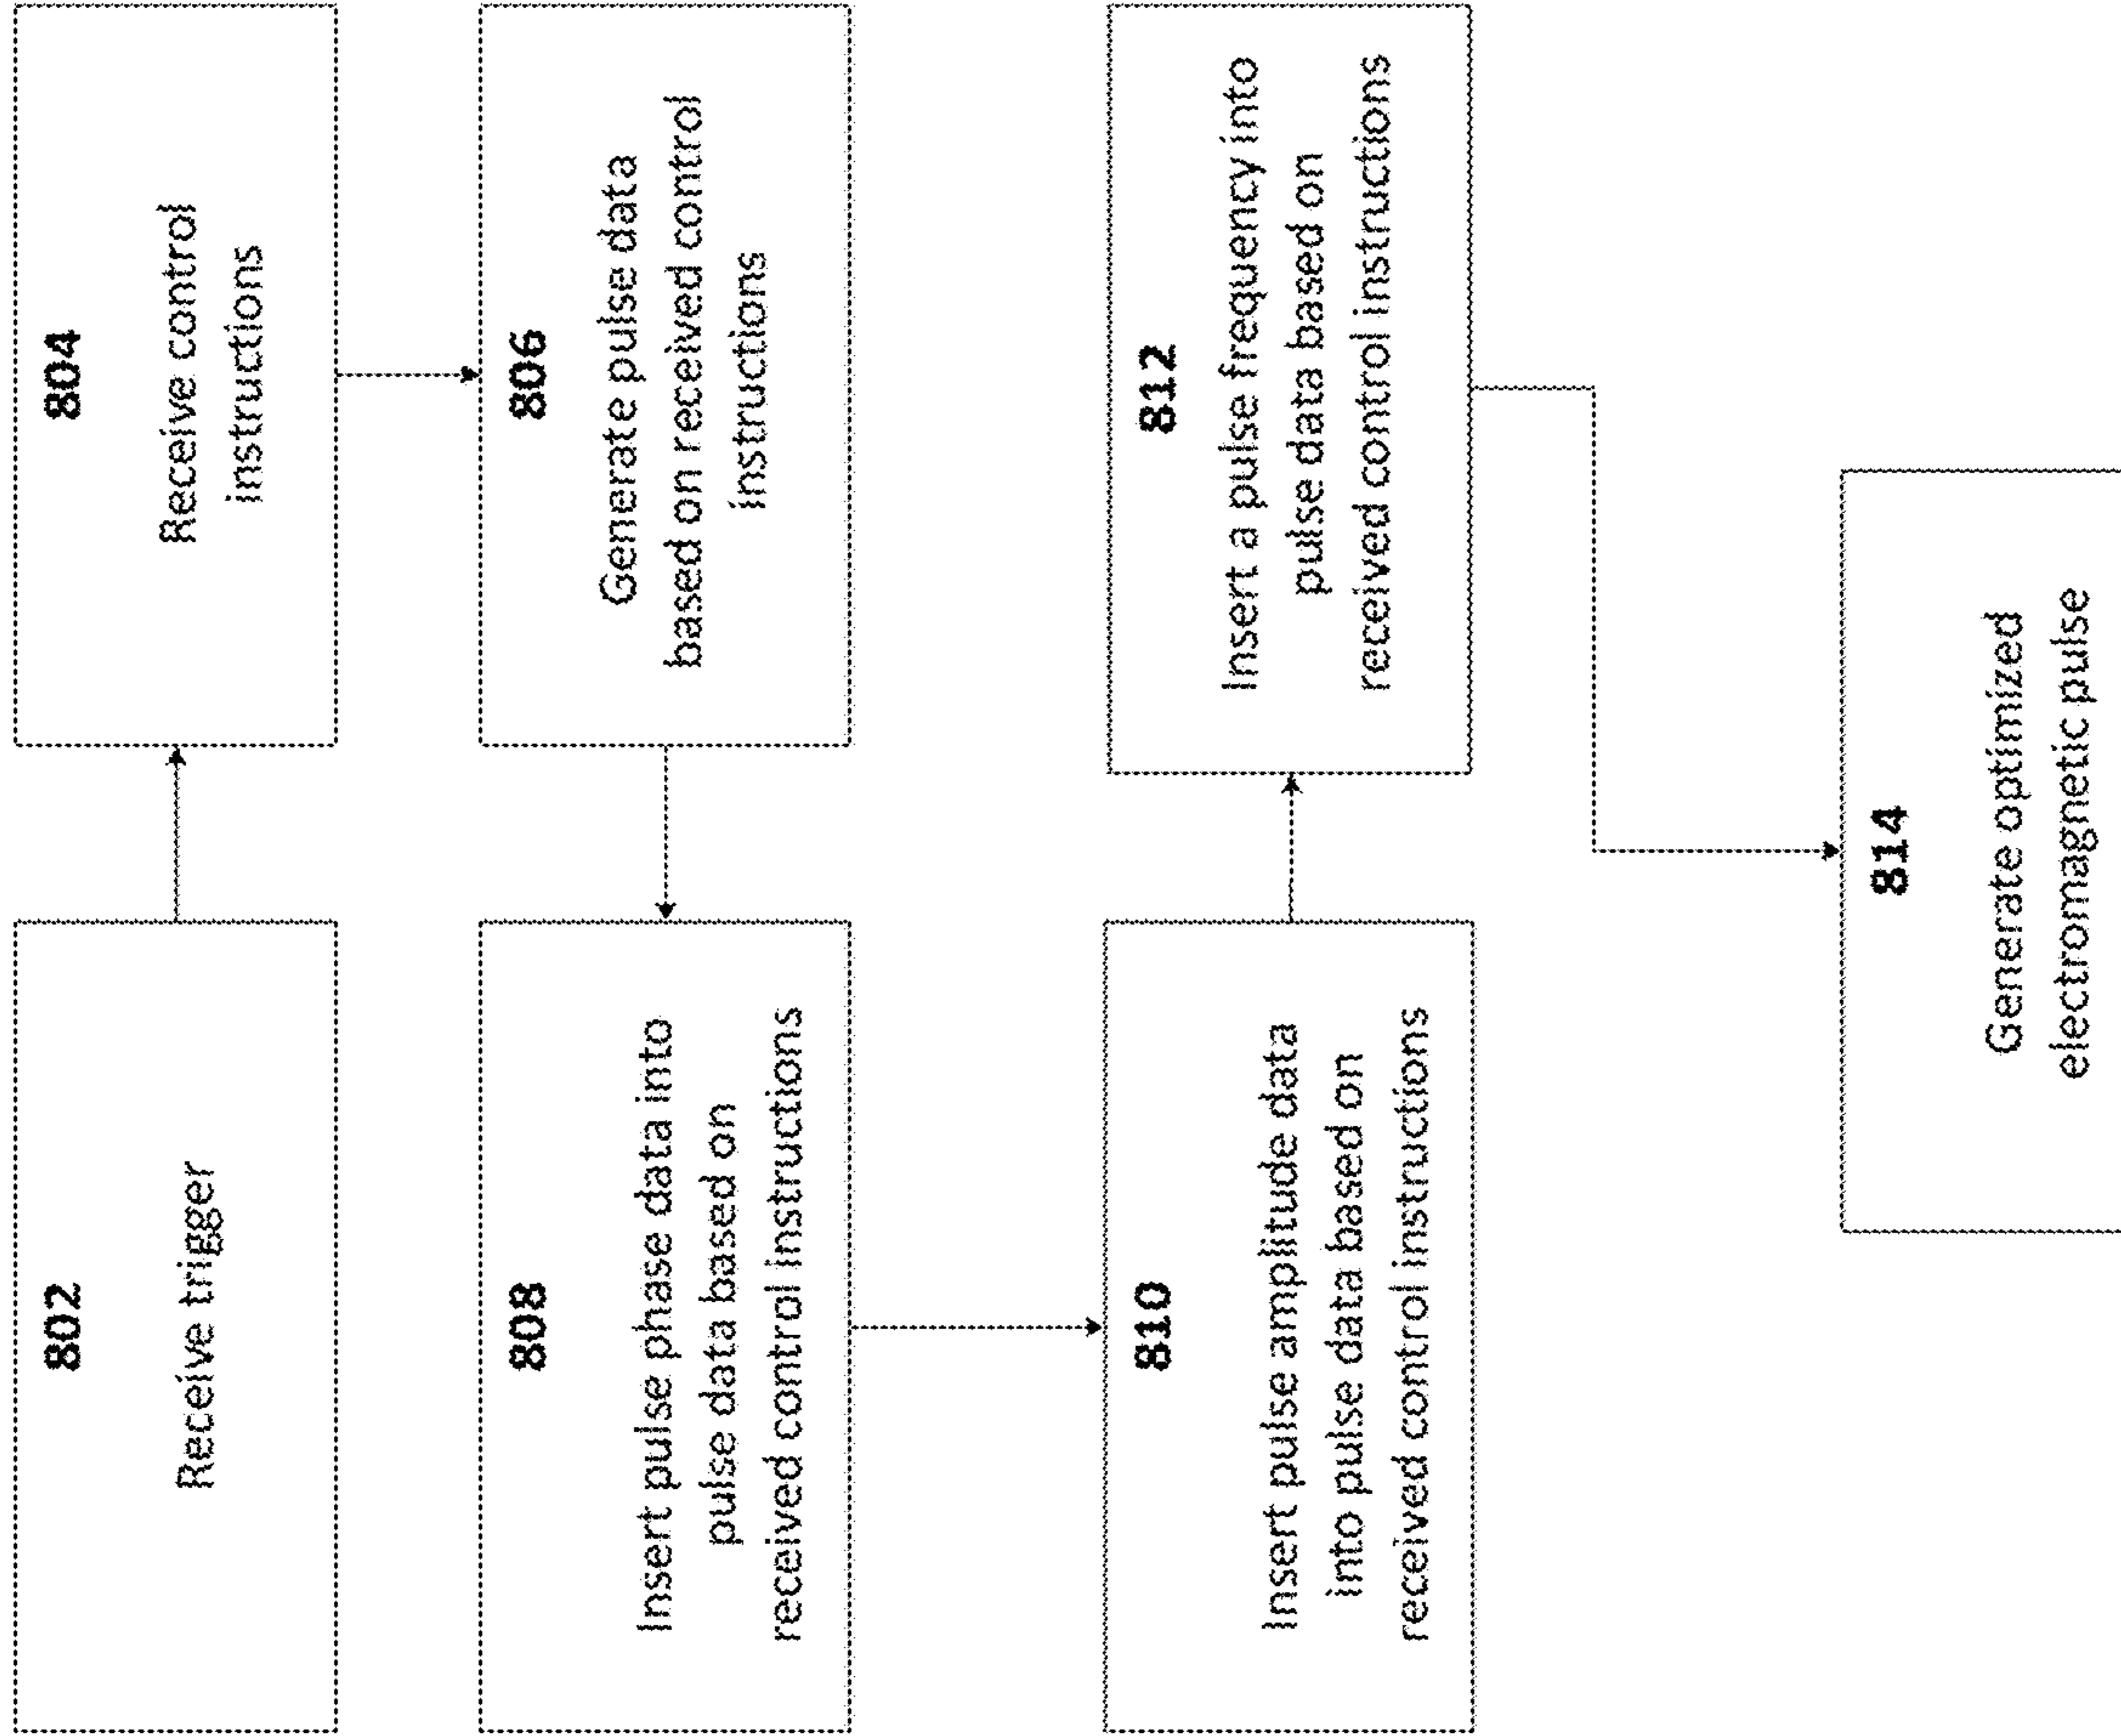 802
Receive trigger
804
Receive control
instructions
806
Generate pulse data
based on received control
instructions
808
Insert pulse phase data into
pulse data based on
received control instructions
810
Insert pulse amplitude data
into pulse data based on
received control instructions
812
Insert a pulse frequency into
pulse data based on
received control instructions
814
Generate optimized
electromagnetic pulse